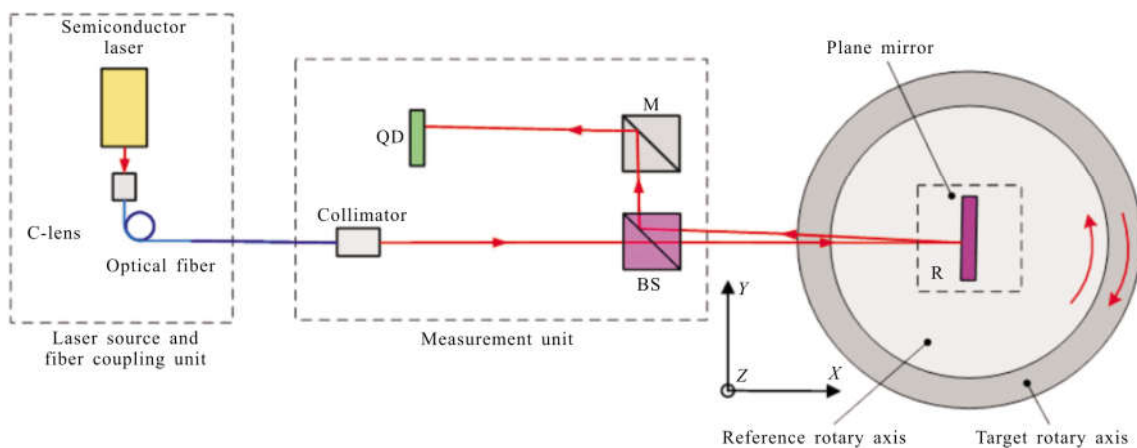 Semiconductor
laser
C-lens
Optical fiber
Laser source and
fiber coupling unit
QD
M
Collimator
BS
Measurement unit
Y
Z
X
Plane mirror
R
Reference rotary axis
Target rotary axis